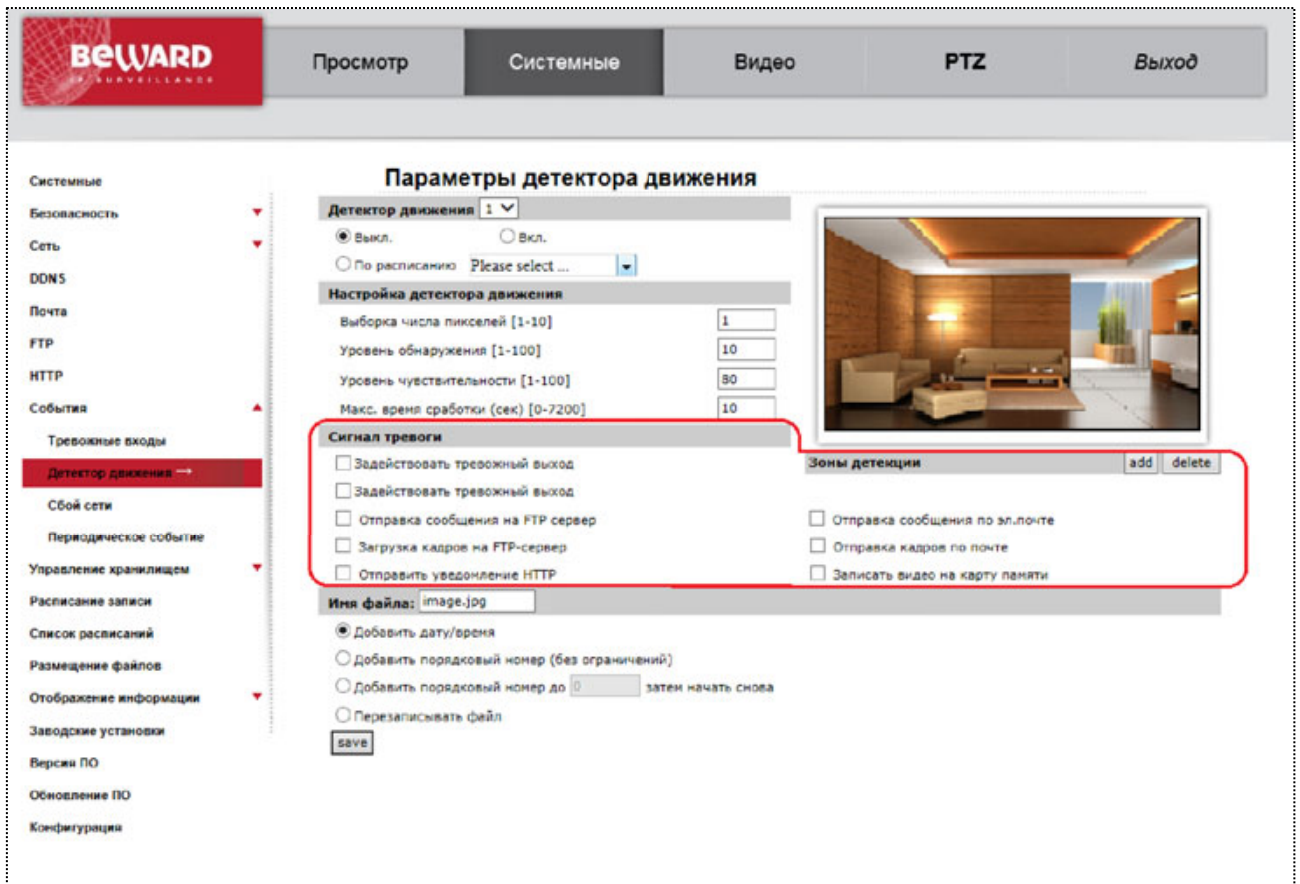 BEWARD
IP SURVEILLANCE
Просмотр
Системные
Видео
PTZ
Выход
Системные
Безопасность
Сеть
DDNS
Почта
FTP
HTTP
События
Тревожные входы
Детектор движения →
Сбой сети
Периодическое событие
Управление хранилищем
Расписание записи
Список расписаний
Размещение файлов
Отображение информации
Заводские установки
Версия ПО
Обновление ПО
Конфигурация
Параметры детектора движения
Детектор движения 1
Выкл. Вкл.
По расписанию Please select ...
Настройка детектора движения
Выборка числа пикселей [1-10] 1
Уровень обнаружения [1-100] 10
Уровень чувствительности [1-100] 80
Макс. время сработки (сек) [0-7200] 10
Сигнал тревоги
Задействовать тревожный выход
Зоны детекции add delete
Задействовать тревожный выход
Отправка сообщения на FTP сервер Отправка сообщения по эл.почте
Загрузка кадров на FTP-сервер Отправка кадров по почте
Отправить уведомление HTTP Записать видео на карту памяти
Имя файла: image.jpg
Добавить дату/время
Добавить порядковый номер (без ограничений)
Добавить порядковый номер до 0 затем начать снова
Перезаписывать файл
save